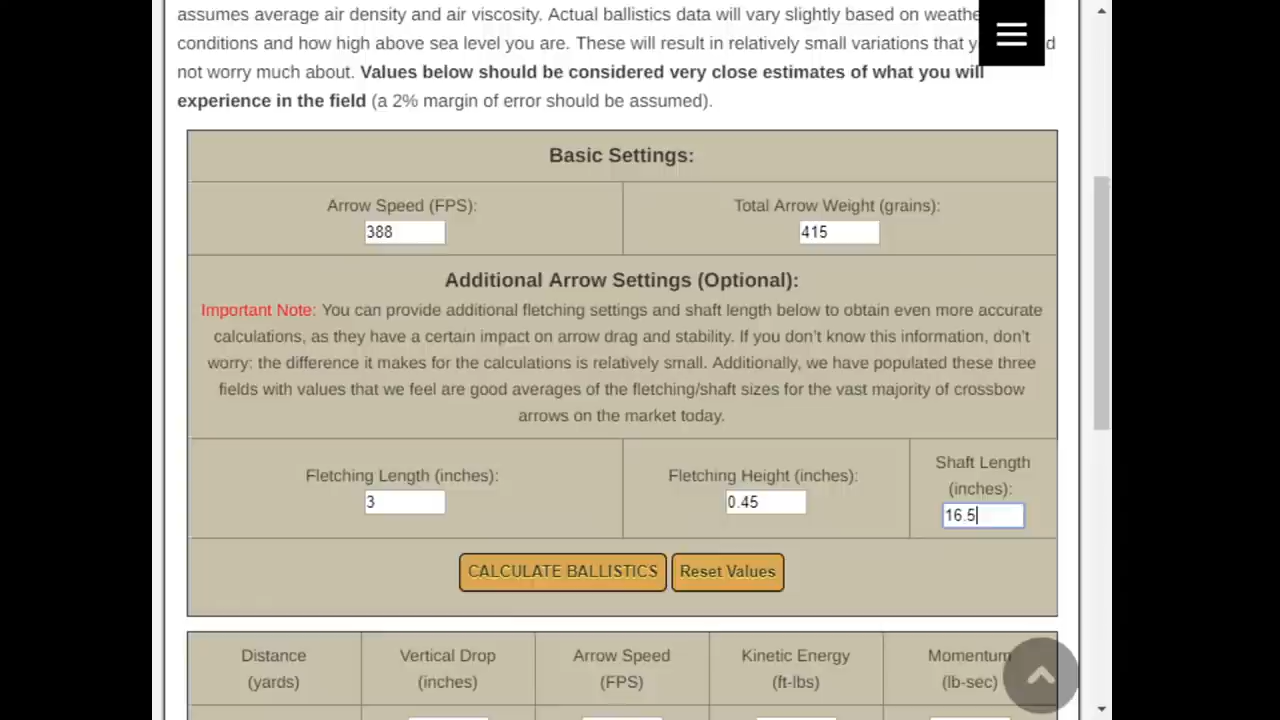 assumes average air density and air viscosity. Actual ballistics data will vary slightly based on
conditions and how high above sea level you are. These will result in relatively small variations that
not worry much about. Values below should be considered very close estimates of what you will
experience in the field (a 2% margin of error should be assumed).
Basic Settings:
Arrow Speed (FPS): Total Arrow Weight (grains):
388 415
Additional Arrow Settings (Optional):
Important Note: You can provide additional fletching settings and shaft length below to obtain even more accurate
calculations, as they have a certain impact on arrow drag and stability. If you don't know this information, don't
worry: the difference it makes for the calculations is relatively small. Additionally, we have populated these three
fields with values that we feel are good averages of the fletching/shaft sizes for the vast majority of crossbow
arrows on the market today.
Fletching Length (inches): Fletching Height (inches): Shaft Length
(inches):
3 0.45 16.5
CALCULATE BALLISTICS Reset Values
Distance Vertical Drop Arrow Speed Kinetic Energy Momentum
(yards) (inches) (FPS) (ft-lbs) (lb-sec)